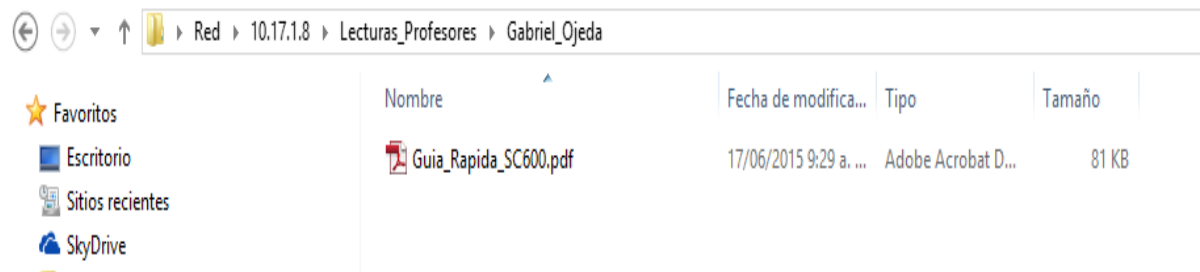 Red 10.17.1.8 Lecturas_Profesores Gabriel_Ojeda
Nombre Fecha de modifica... Tipo Tamaño
Favoritos
Guia_Rapida_SC600.pdf 17/06/2015 9:29 a. ... Adobe Acrobat D... 81 KB
Escritorio
Sitios recientes
SkyDrive